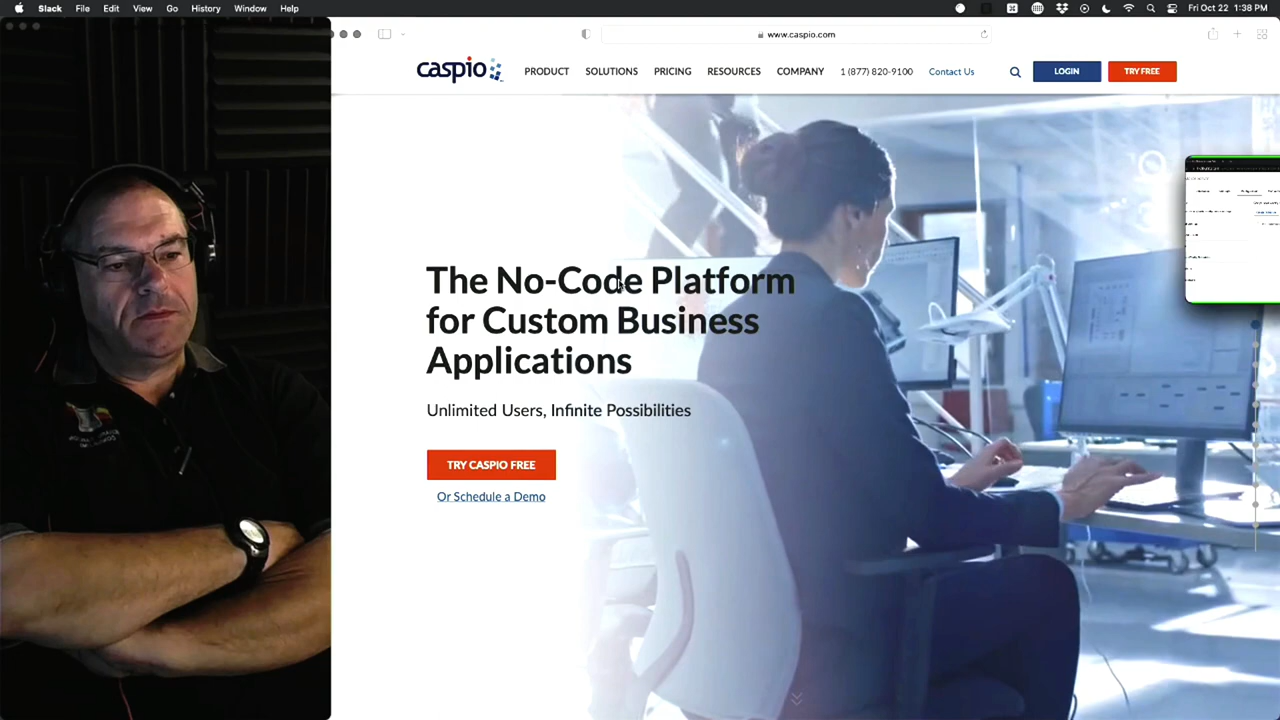 Slack File Edit View Go History Window Help
Fri Oct 22 1:38 PM
www.caspio.com
caspio
PRODUCT SOLUTIONS PRICING RESOURCES COMPANY 1 (877) 820-9100 Contact Us LOGIN TRY FREE
The No-Code Platform
for Custom Business
Applications
Unlimited Users, Infinite Possibilities
TRY CASPIO FREE
Or Schedule a Demo